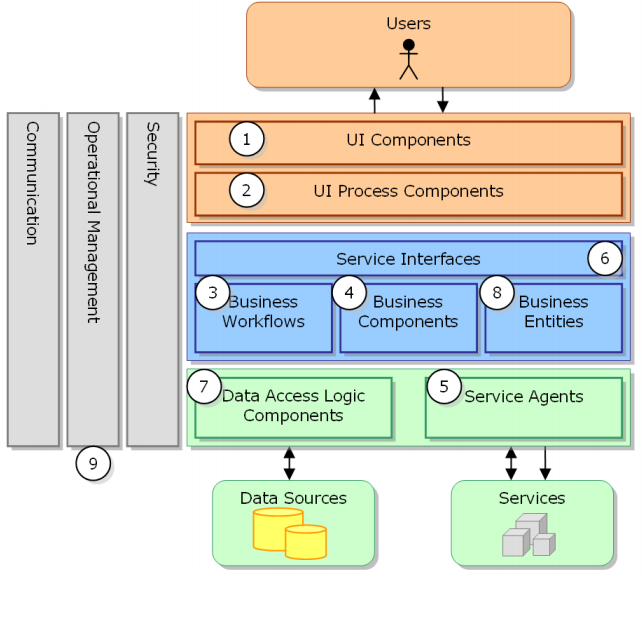 Users
Communication
Operational Management
Security
1
UI Components
2
UI Process Components
Service Interfaces
6
3
Business
Workflows
4
Business
Components
8
Business
Entities
7
Data Access Logic
Components
5
Service Agents
9
Data Sources
Services